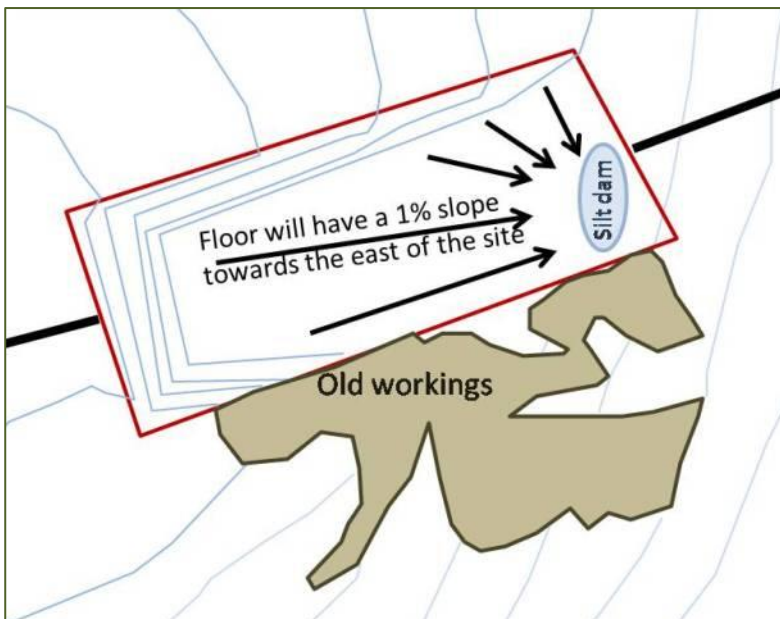 Floor will have a 1% slope
towards the east of the site
Silt dam
Old workings